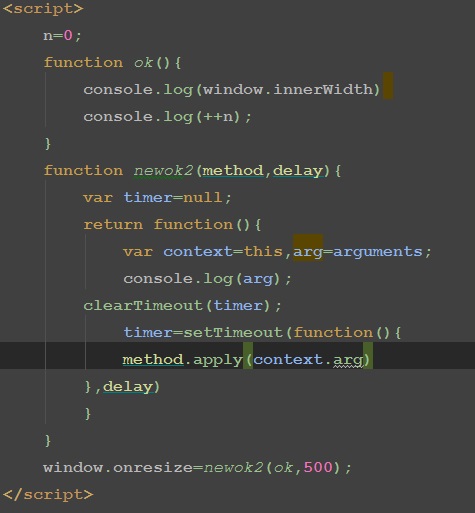 <script>
n=0;
function ok(){
console.log(window.innerWidth)
console.log(++n);
}
function newok2(method,delay){
var timer=null;
return function(){
var context=this,arg=arguments;
console.log(arg);
clearTimeout(timer);
timer=setTimeout(function(){
method.apply(context.arg)
},delay)
}
}
window.onresize=newok2(ok,500);
</script>